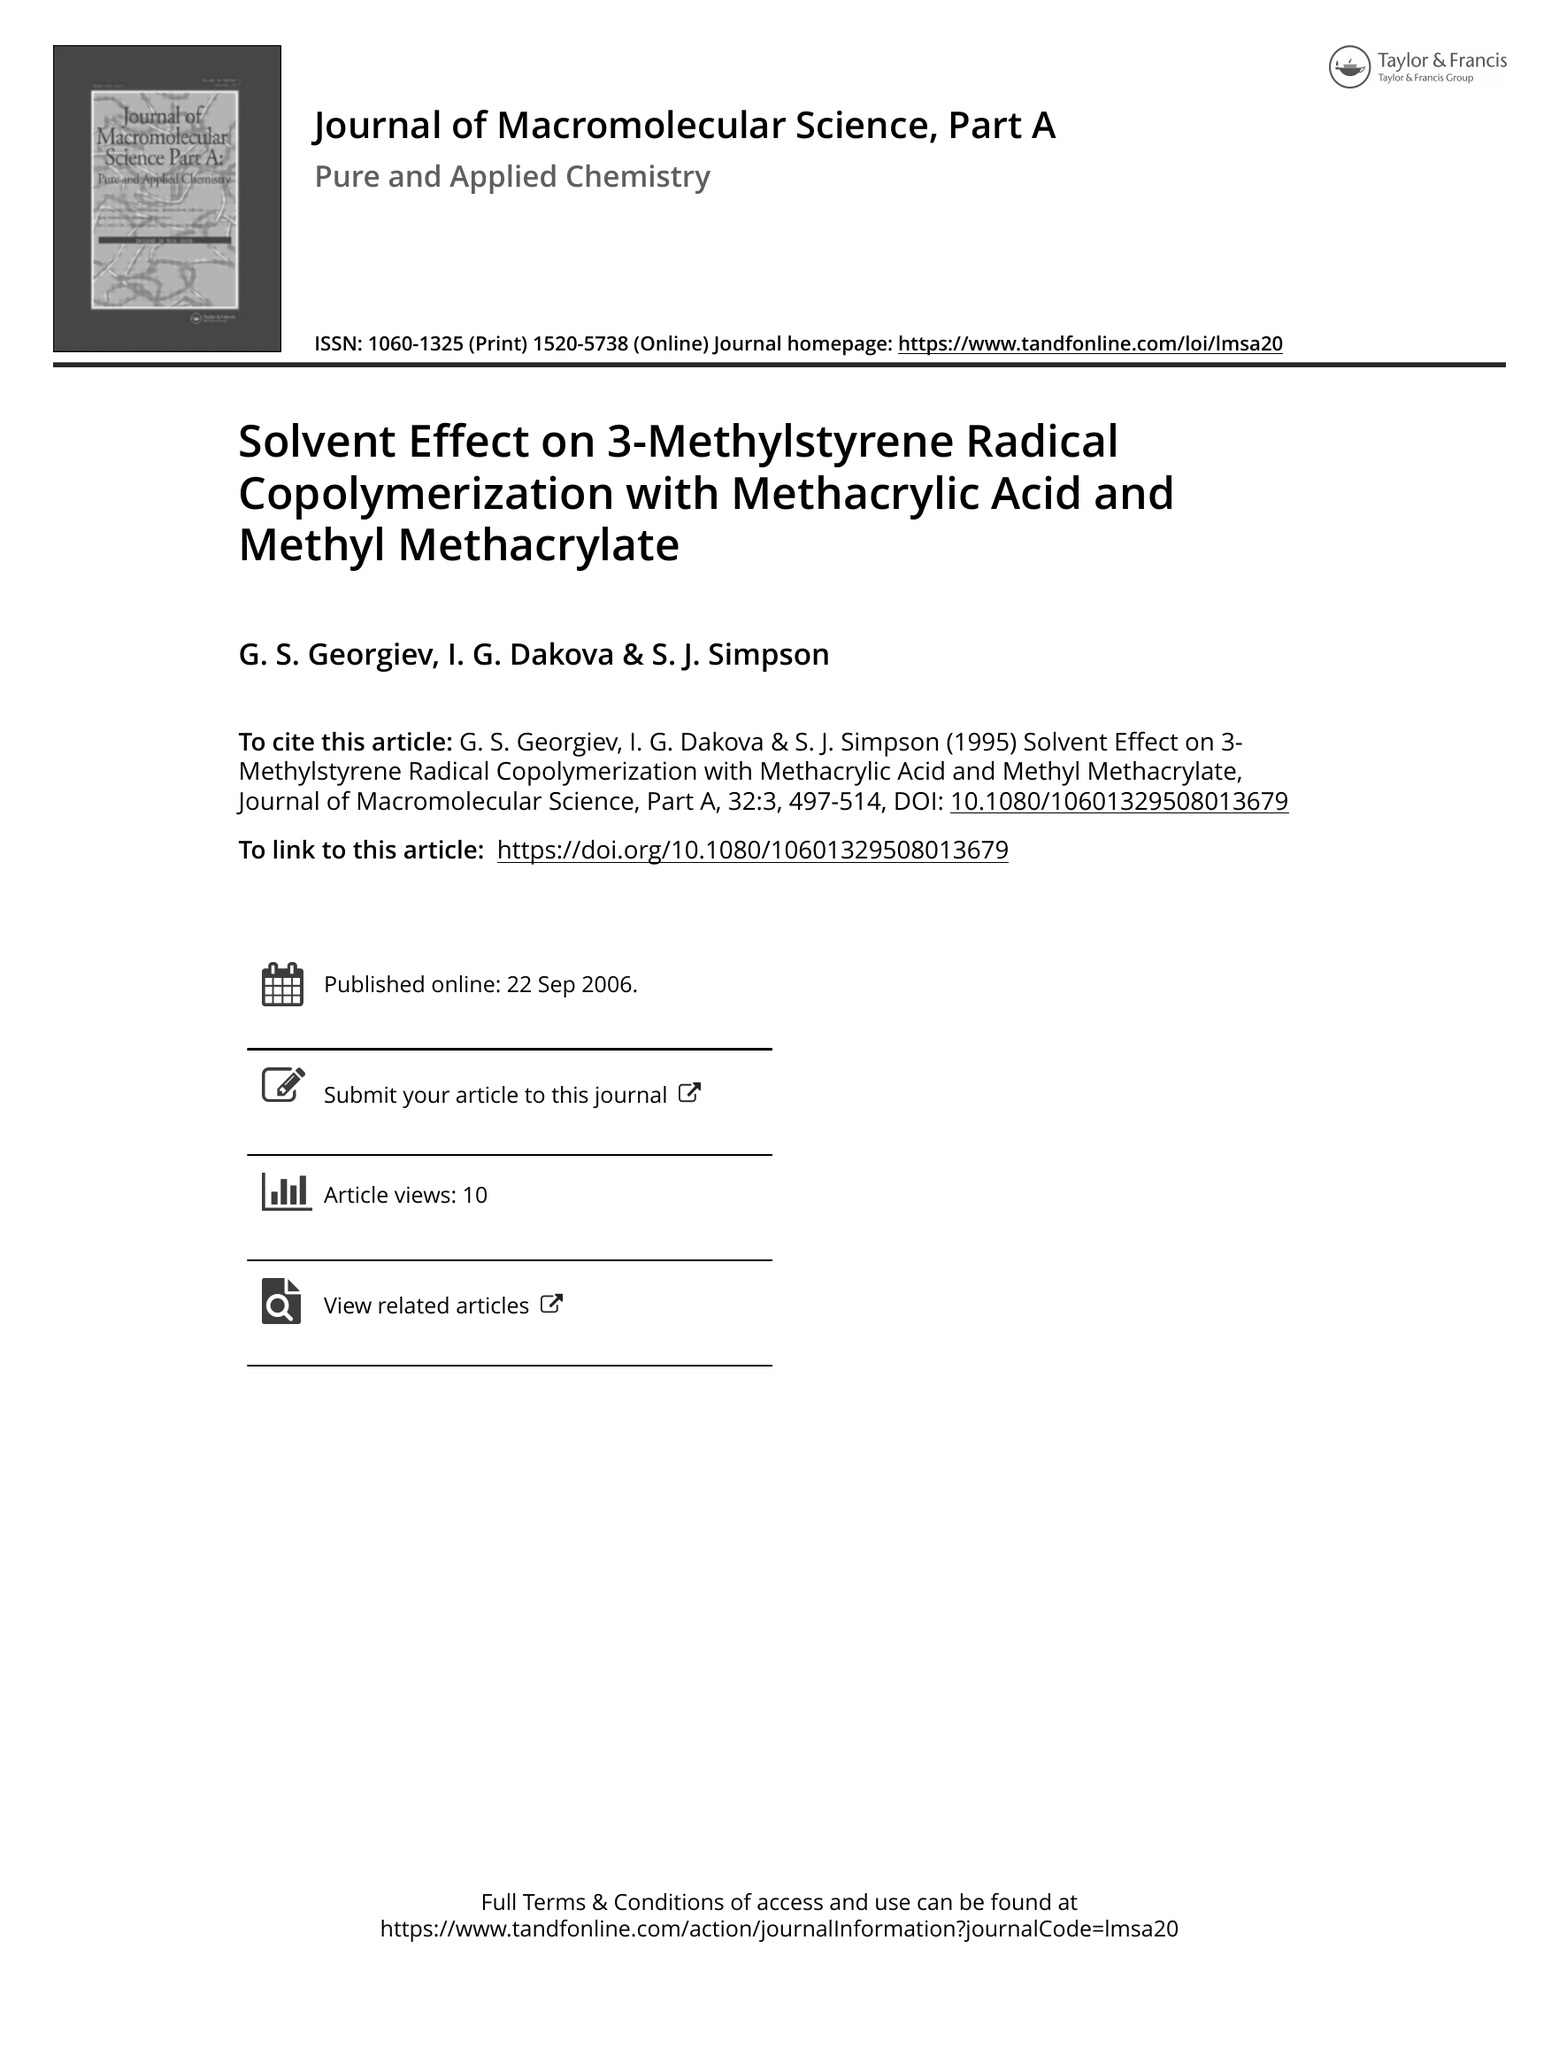 Taylor & Francis
Taylor & Francis Group
Journal of
Macromolecular
Science Part A:
Pure and Applied Chemistry
Taylor & Francis
Journal of Macromolecular Science, Part A
Pure and Applied Chemistry
ISSN: 1060-1325 (Print) 1520-5738 (Online) Journal homepage: https://www.tandfonline.com/loi/lmsa20
Solvent Effect on 3-Methylstyrene Radical
Copolymerization with Methacrylic Acid and
Methyl Methacrylate
G. S. Georgiev, I. G. Dakova & S. J. Simpson
To cite this article: G. S. Georgiev, I. G. Dakova & S. J. Simpson (1995) Solvent Effect on 3-
Methylstyrene Radical Copolymerization with Methacrylic Acid and Methyl Methacrylate,
Journal of Macromolecular Science, Part A, 32:3, 497-514, DOI: 10.1080/10601329508013679
To link to this article: https://doi.org/10.1080/10601329508013679
Published online: 22 Sep 2006.
Submit your article to this journal
Article views: 10
View related articles
Full Terms & Conditions of access and use can be found at
https://www.tandfonline.com/action/journalInformation?journalCode=lmsa20